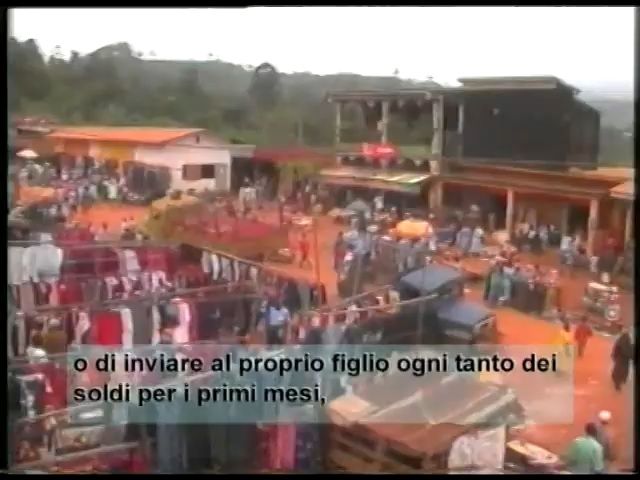 o di inviare al proprio figlio ogni tanto dei
soldi per i primi mesi,